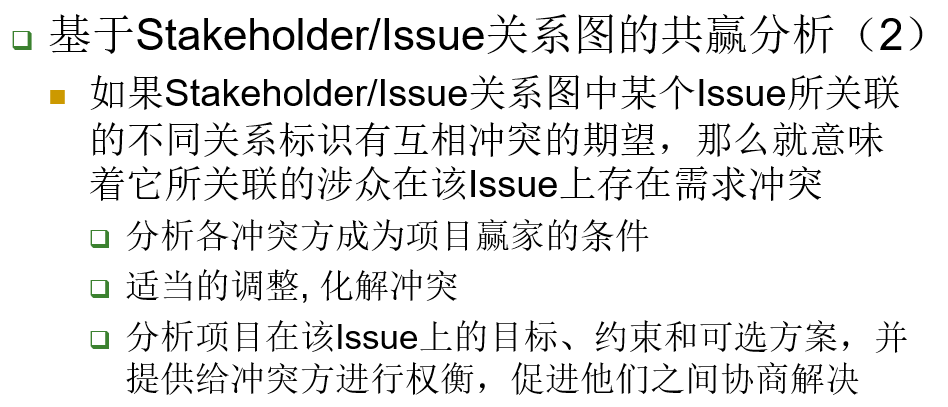 基于Stakeholder/Issue关系图的共赢分析（2）
如果Stakeholder/Issue关系图中某个Issue所关联
的不同关系标识有互相冲突的期望，那么就意味
着它所关联的涉众在该Issue上存在需求冲突
分析各冲突方成为项目赢家的条件
适当的调整, 化解冲突
分析项目在该Issue上的目标、约束和可选方案，并
提供给冲突方进行权衡，促进他们之间协商解决